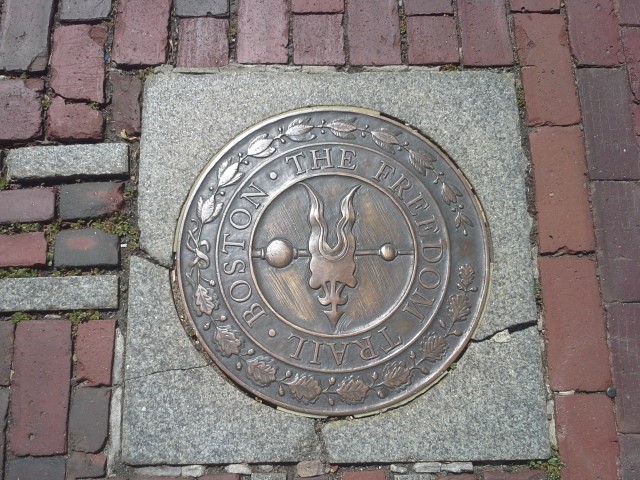 THE FREEDOM TRAIL · BOSTON ·